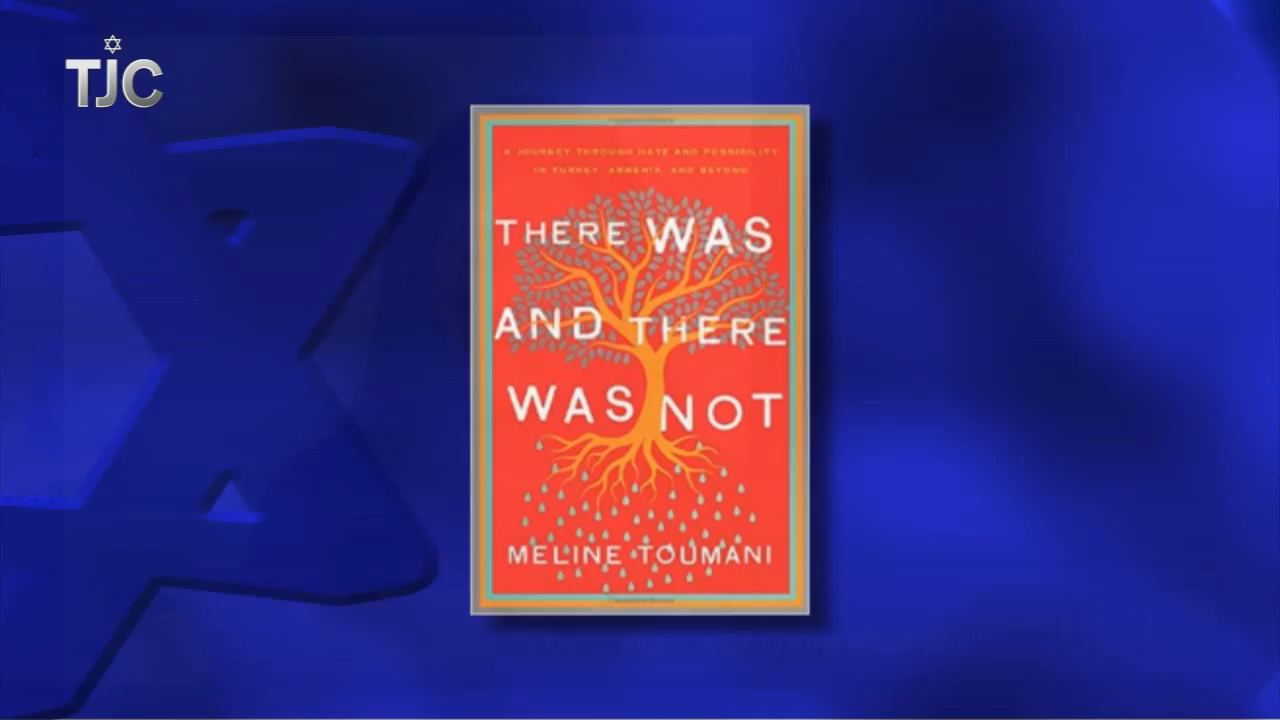 TJC
A JOURNEY THROUGH HATE AND POSSIBILITY
IN TURKEY, ARMENIA, AND BEYOND
THERE WAS
AND THERE
WAS NOT
MELINE TOUMANI